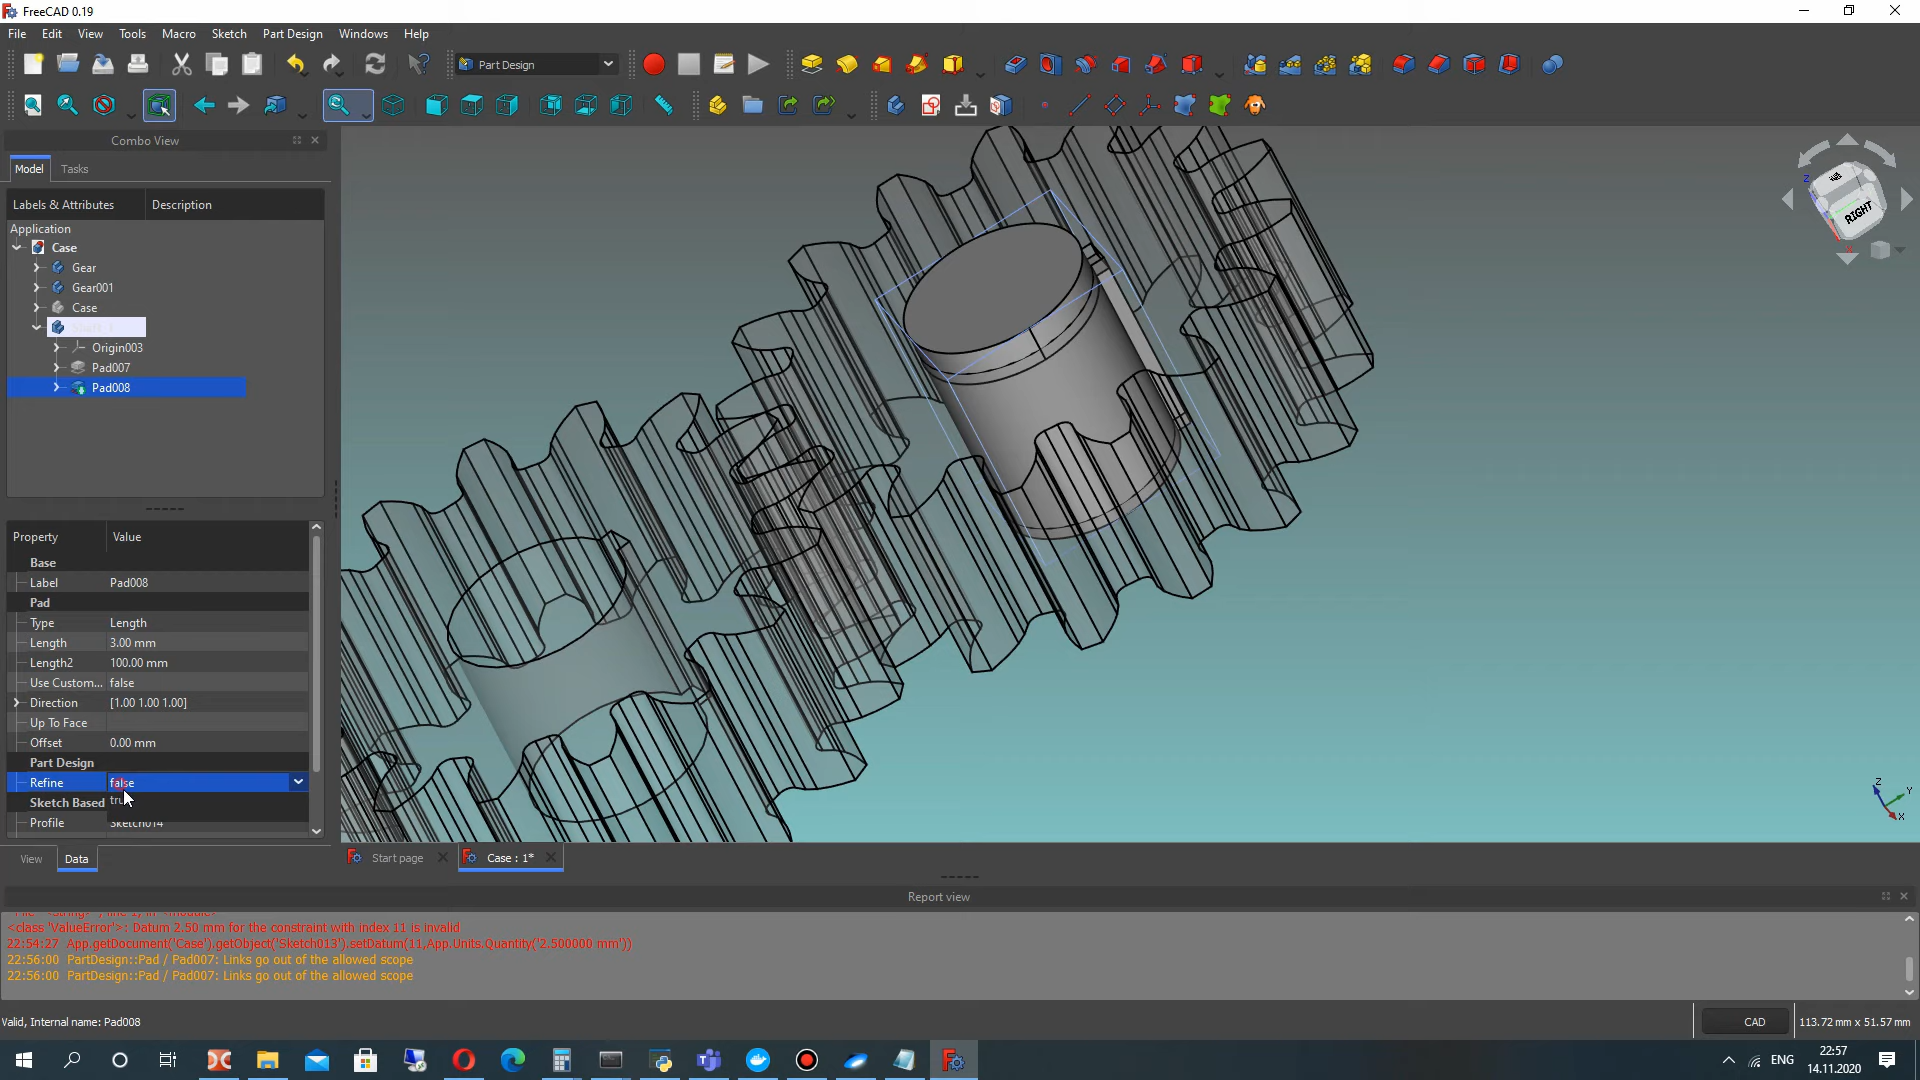 FreeCAD 0.19
File Edit View Tools Macro Sketch Part Design Windows Help
Part Design
Combo View
Model Tasks
Labels & Attributes Description
Application
Case
Gear
Gear001
Case
Origin003
Pad007
Pad008
Property Value
Base
Label Pad008
Pad
Type Length
Length 3.00 mm
Length2 100.00 mm
Use Custom... false
Direction [1.00 1.00 1.00]
Up To Face
Offset 0.00 mm
Part Design
Refine false
Sketch Based
Profile Sketch014
View Data
RIGHT
Z
X
Z
Y
X
Start page Case : 1*
Report view
File "<string>", line 1, in <module>
<class 'ValueError'>: Datum 2.50 mm for the constraint with index 11 is invalid
22:54:27 App.getDocument('Case').getObject('Sketch013').setDatum(11,App.Units.Quantity('2.500000 mm'))
22:56:00 PartDesign::Pad / Pad007: Links go out of the allowed scope
22:56:00 PartDesign::Pad / Pad007: Links go out of the allowed scope
Valid, Internal name: Pad008
CAD 113.72 mm x 51.57 mm
ENG 22:57
14.11.2020